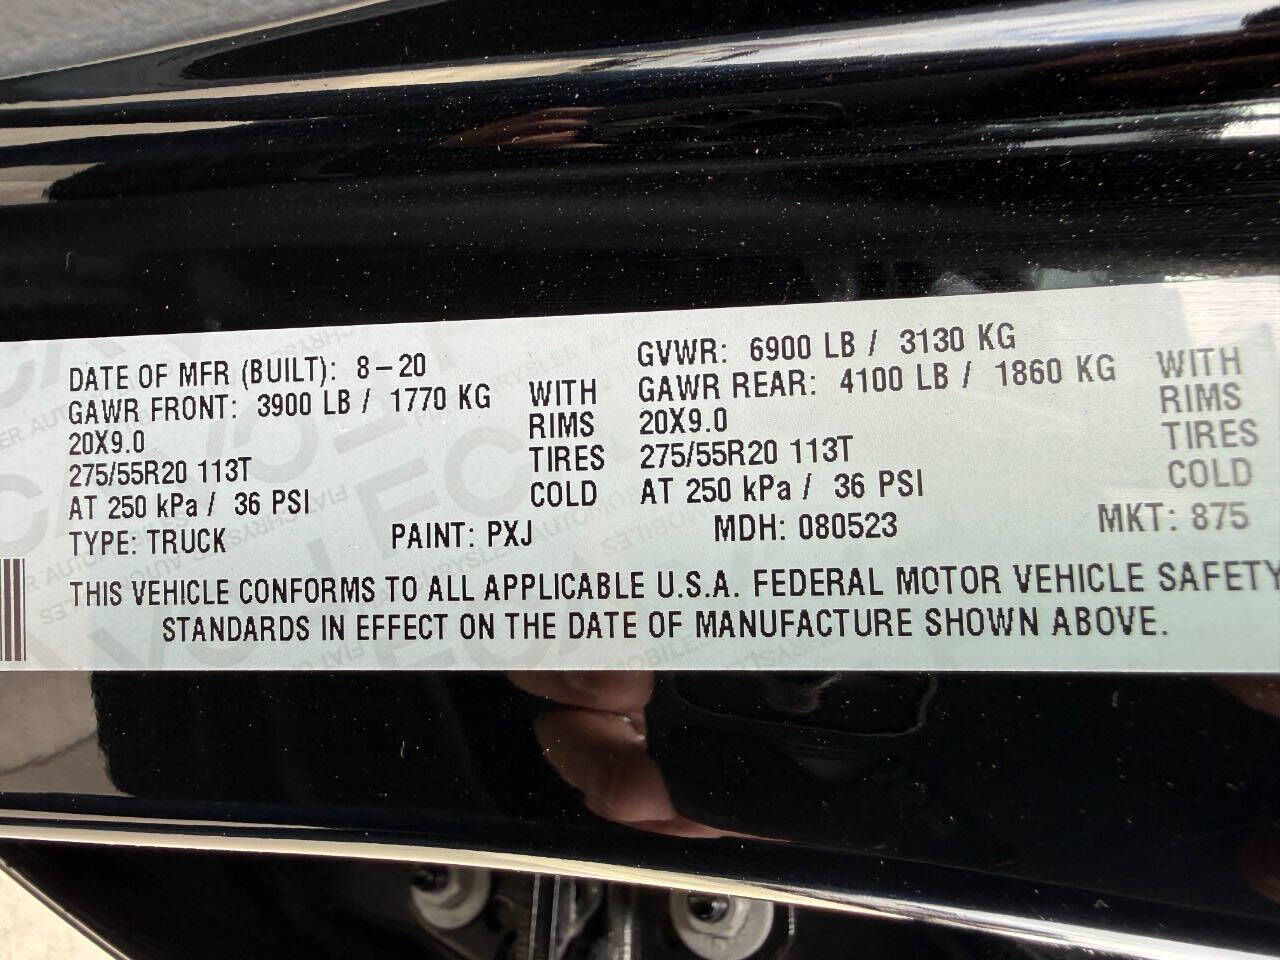 DATE OF MFR (BUILT): 8-20 GVWR: 6900 LB / 3130 KG
GAWR FRONT: 3900 LB / 1770 KG WITH GAWR REAR: 4100 LB / 1860 KG WITH
20X9.0 RIMS 20X9.0 RIMS
275/55R20 113T TIRES 275/55R20 113T TIRES
AT 250 kPa / 36 PSI COLD AT 250 kPa / 36 PSI COLD
TYPE: TRUCK PAINT: PXJ MDH: 080523 MKT: 875
THIS VEHICLE CONFORMS TO ALL APPLICABLE U.S.A. FEDERAL MOTOR VEHICLE SAFETY
STANDARDS IN EFFECT ON THE DATE OF MANUFACTURE SHOWN ABOVE.